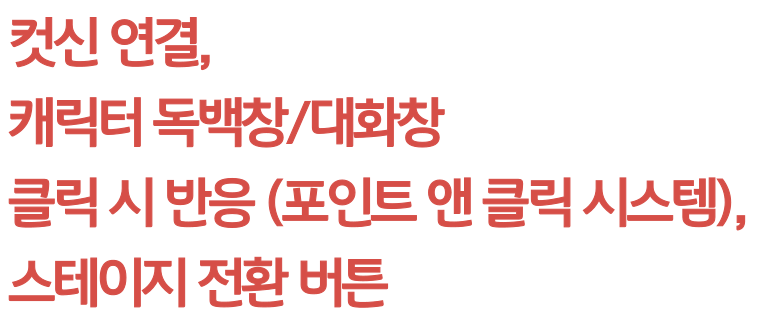 컷신 연결,
캐릭터 독백창/대화창
클릭 시 반응 (포인트 앤 클릭 시스템),
스테이지 전환 버튼